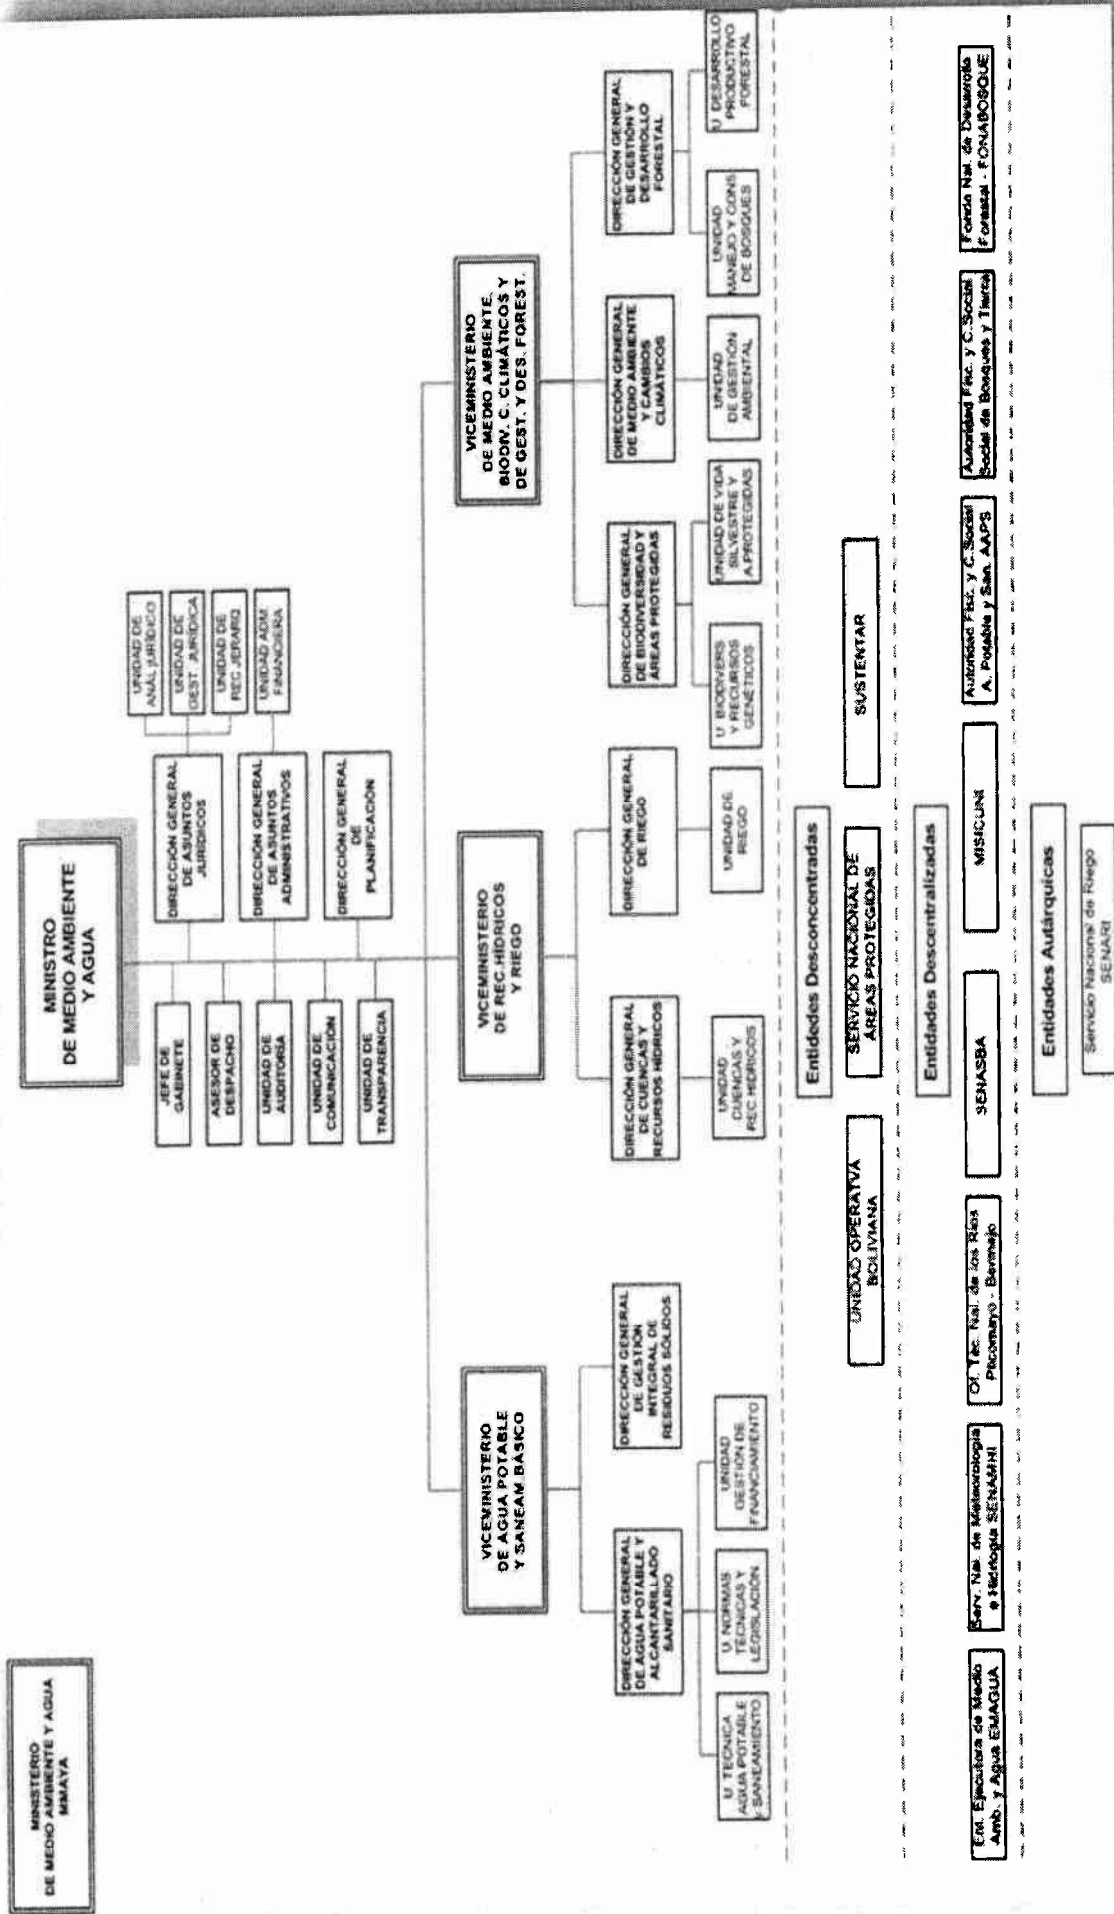 MINISTERIO
DE MEDIO AMBIENTE Y AGUA
MMAYA
MINISTRO
DE MEDIO AMBIENTE
Y AGUA
JEFE DE
GABINETE
ASESOR DE
DESPACHO
UNIDAD DE
AUDITORÍA
UNIDAD DE
COMUNICACIÓN
UNIDAD DE
TRANSPARENCIA
DIRECCIÓN GENERAL
DE ASUNTOS
JURÍDICOS
DIRECCIÓN GENERAL
DE ASUNTOS
ADMINISTRATIVOS
DIRECCIÓN GENERAL
DE
PLANIFICACIÓN
UNIDAD DE
ANÁL JURÍDICO
UNIDAD DE
GEST. JURÍDICA
UNIDAD DE
REC JERARQ
UNIDAD ADM
FINANCIERA
VICEMINISTERIO
DE AGUA POTABLE
Y SANEAM. BÁSICO
VICEMINISTERIO
DE REC. HÍDRICOS
Y RIEGO
VICEMINISTERIO
DE MEDIO AMBIENTE,
BIODIV. C. CLIMÁTICOS Y
DE GEST. Y DES. FOREST.
DIRECCIÓN GENERAL
DE AGUA POTABLE Y
ALCANTARILLADO
SANITARIO
DIRECCIÓN GENERAL
DE GESTIÓN
INTEGRAL DE
RESIDUOS SÓLIDOS
DIRECCIÓN GENERAL
DE CUENCAS Y
RECURSOS HÍDRICOS
DIRECCIÓN GENERAL
DE RIEGO
DIRECCIÓN GENERAL
DE BIODIVERSIDAD Y
ÁREAS PROTEGIDAS
DIRECCIÓN GENERAL
DE MEDIO AMBIENTE
Y CAMBIOS
CLIMÁTICOS
DIRECCIÓN GENERAL
DE GESTIÓN Y
DESARROLLO
FORESTAL
U TECNICA
AGUA POTABLE
y SANEAMIENTO
U NORMAS
TÉCNICAS Y
LEGISLACIÓN
UNIDAD
GESTIÓN DE
FINANCIAMIENTO
UNIDAD
CUENCAS Y
REC HÍDRICOS
UNIDAD DE
RIEGO
U BIODIVERS
Y RECURSOS
GENÉTICOS
UNIDAD DE VIDA
SILVESTRE Y
A.PROTEGIDAS
UNIDAD
DE GESTIÓN
AMBIENTAL
UNIDAD
MANEJO Y CONS
DE BOSQUES
U DESARROLLO
PRODUCTIVO
FORESTAL
Entidedes Desconcentradas
UNIDAD OPERATIVA
BOLIVIANA
SERVICIO NACIONAL DE
ÁREAS PROTEGIDAS
SUSTENTAR
Entidades Descentralizadas
Ent. Ejecutora de Medio
Amb. y Agua EMAGUA
Serv. Nal. de Meteorología
e Hidrlogia SENAMHI
Of. Téc. Nal. de los Ríos
Pilcomayo - Bermejo
SENASBA
MISICUNI
Autoridad Fisc. y C.Social
A. Potable y San. AAPS
Autoridad Fisc. y C.Social
Social de Bosques y Tierra
Fondo Nal. de Desarrollo
Forestal - FONABOSQUE
Entidades Autárquicas
Servicio Nacional de Riego
SENARI